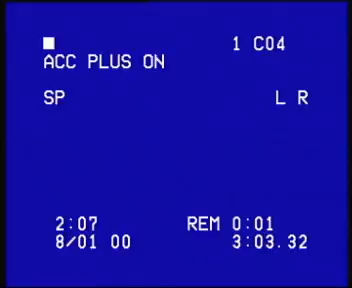 1 C04
ACC PLUS ON
SP L R
2:07 REM 0:01
8/01 00 3:03.32